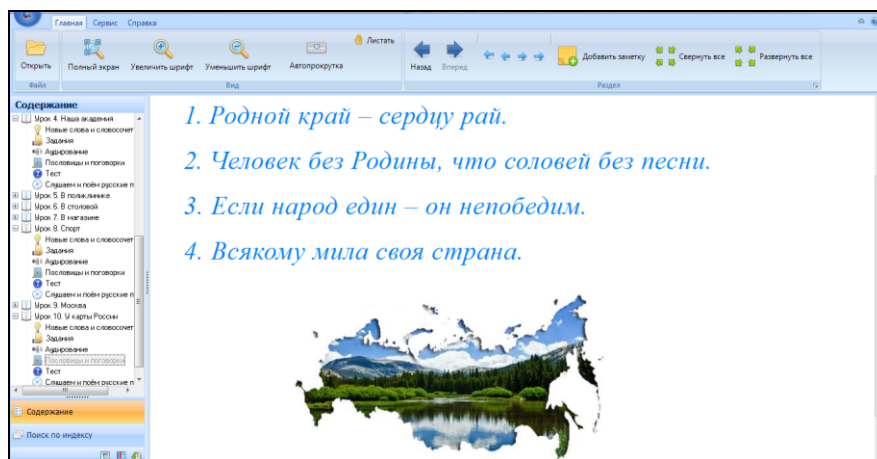 Главная Сервис Справка
Открыть
Полный экран
Увеличить шрифт
Уменьшить шрифт
Автопрокрутка
Листать
Назад
Вперед
Добавить заметку
Свернуть все
Развернуть все
Файл
Вид
Раздел
Содержание
Урок 4. Наша академия
Новые слова и словосочет
Задания
Аудирование
Пословицы и поговорки
Тест
Слушаем и поём русские п
Урок 5. В поликлинике
Урок 6. В столовой
Урок 7. В магазине
Урок 8. Спорт
Новые слова и словосочет
Задания
Аудирование
Пословицы и поговорки
Тест
Слушаем и поём русские п
Урок 9. Москва
Урок 10. У карты России
Новые слова и словосочет
Задания
Аудирование
Пословицы и поговорки
Тест
Слушаем и поём русские п
Содержание
Поиск по индексу
1. Родной край – сердцу рай.
2. Человек без Родины, что соловей без песни.
3. Если народ един – он непобедим.
4. Всякому мила своя страна.